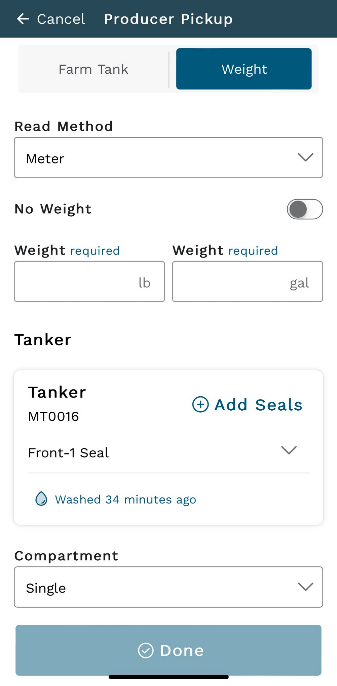 Cancel Producer Pickup
Farm Tank Weight
Read Method
Meter
No Weight
Weight required Weight required
lb gal
Tanker
Tanker
MT0016
Add Seals
Front-1 Seal
Washed 34 minutes ago
Compartment
Single
Done